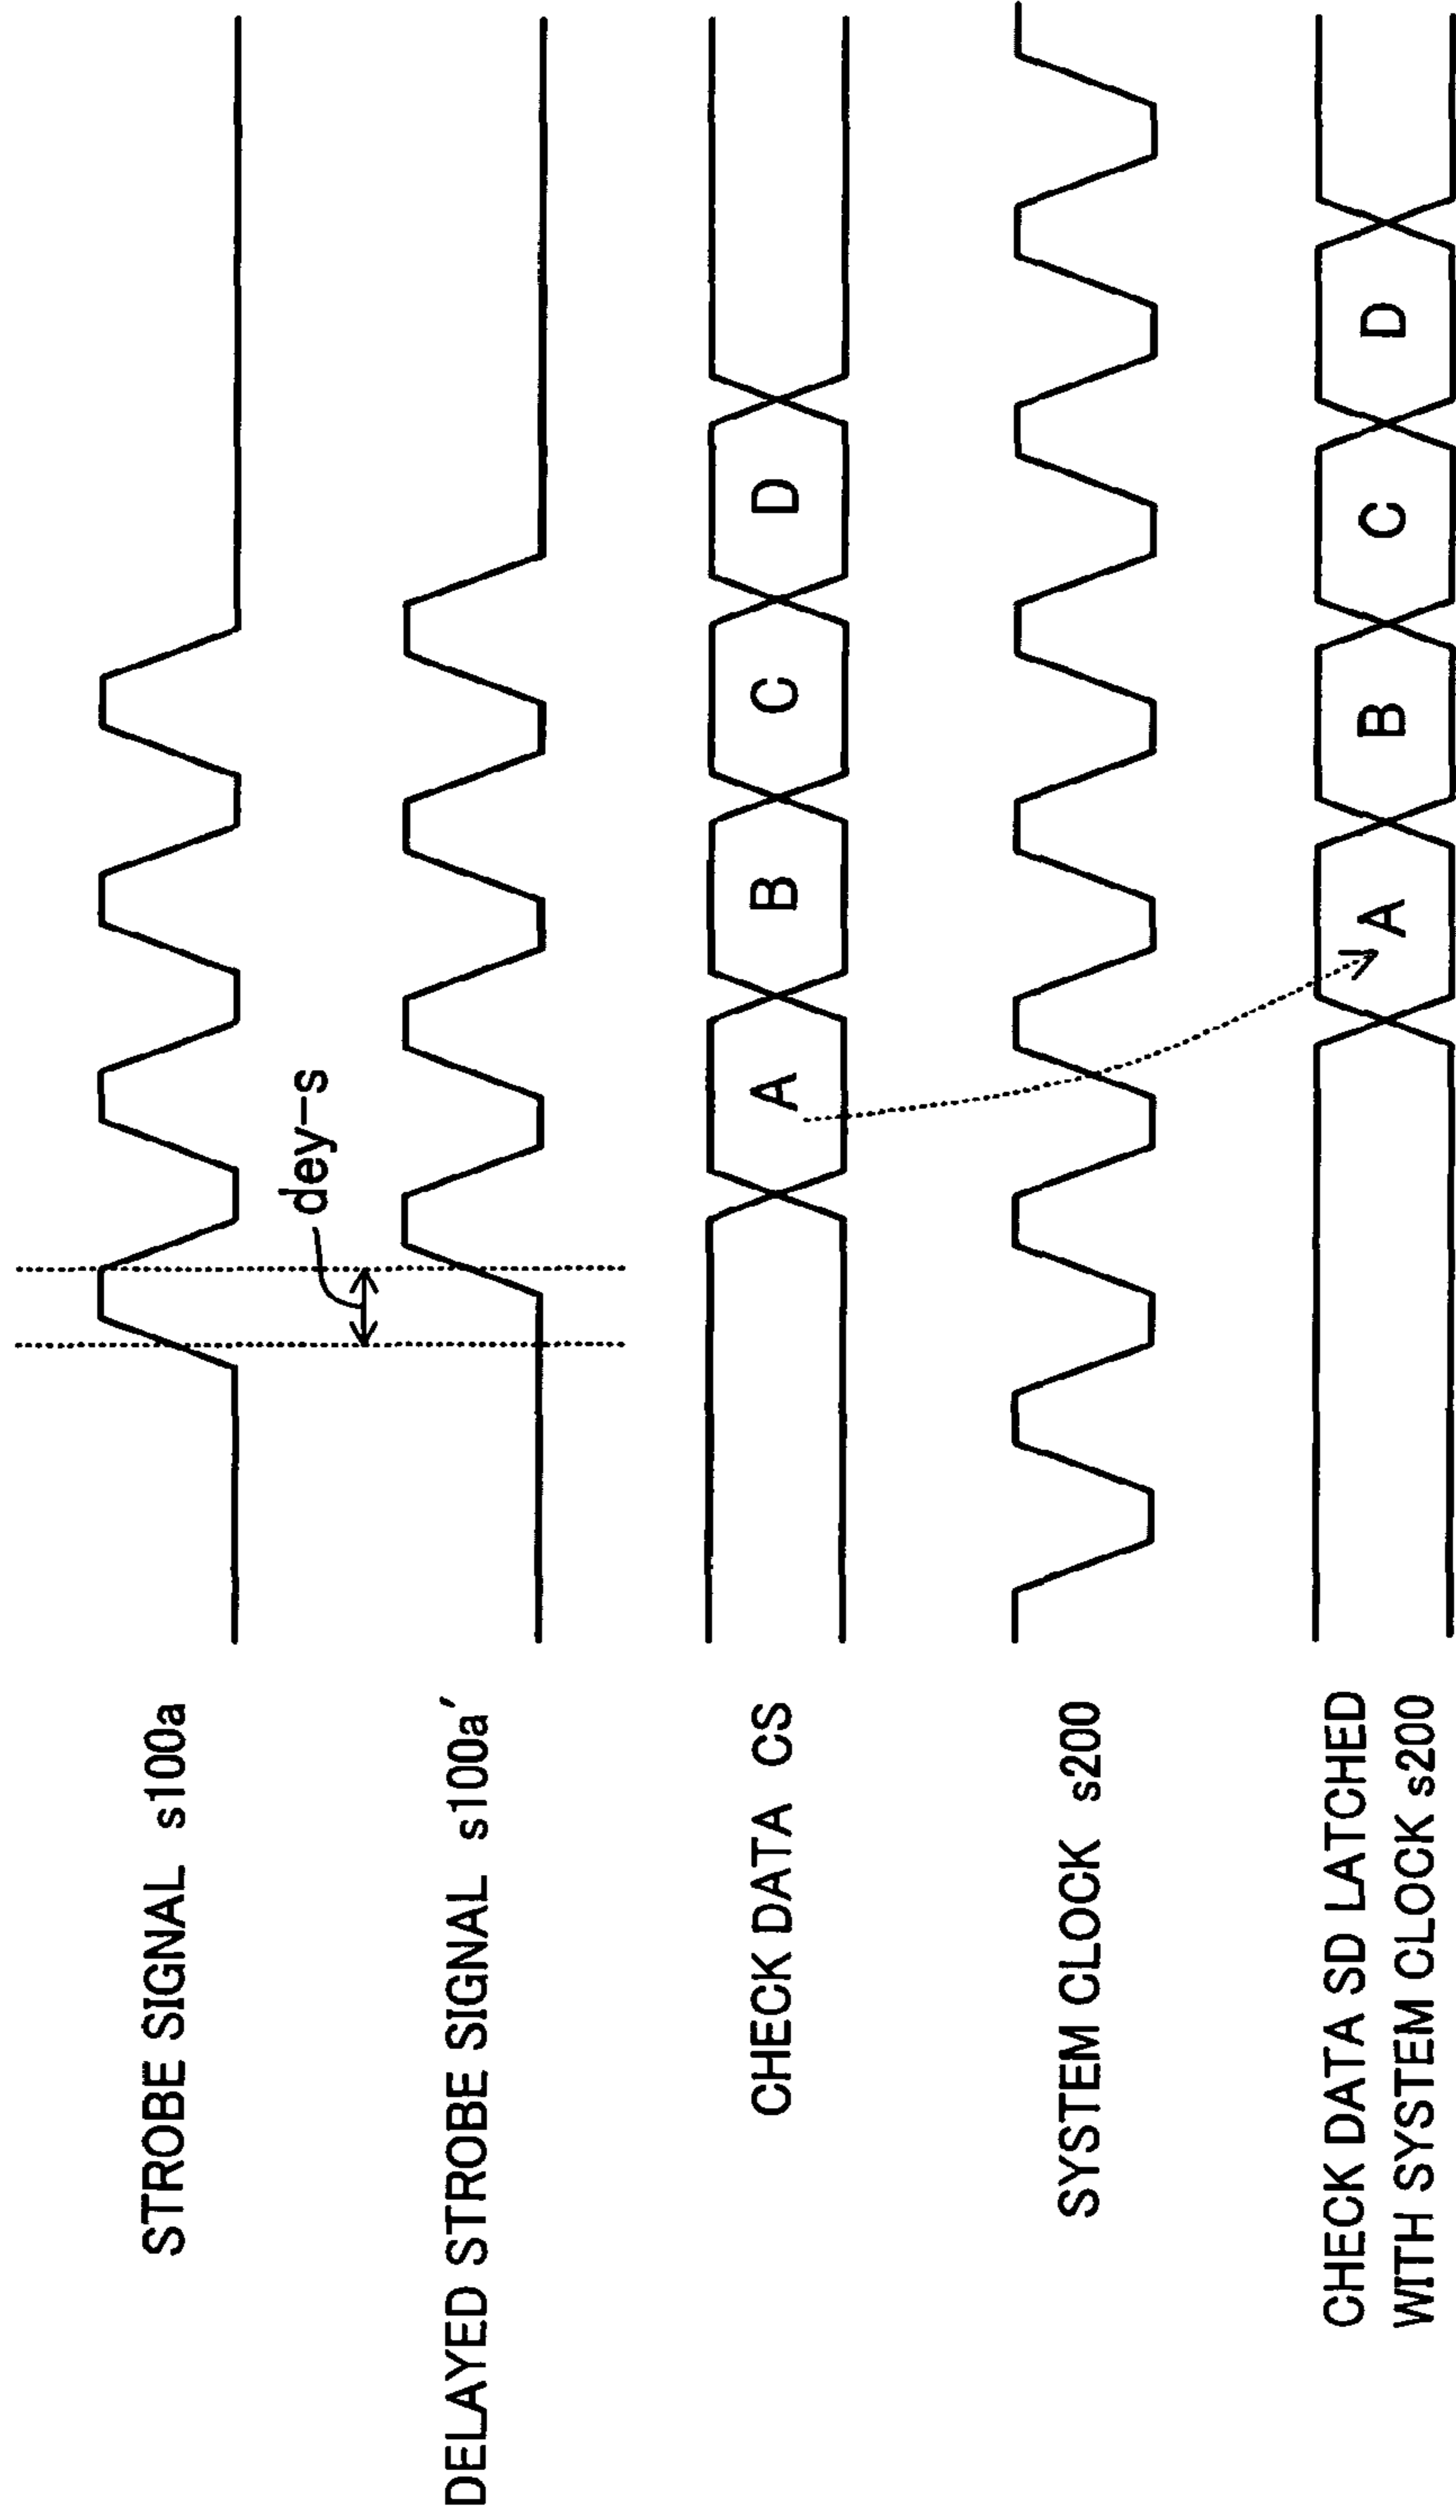 STROBE SIGNAL s100a
dey-s
DELAYED STROBE SIGNAL s100a′
CHECK DATA CS
A B C D
SYSTEM CLOCK s200
CHECK DATA SD LATCHED
WITH SYSTEM CLOCK s200
A B C D